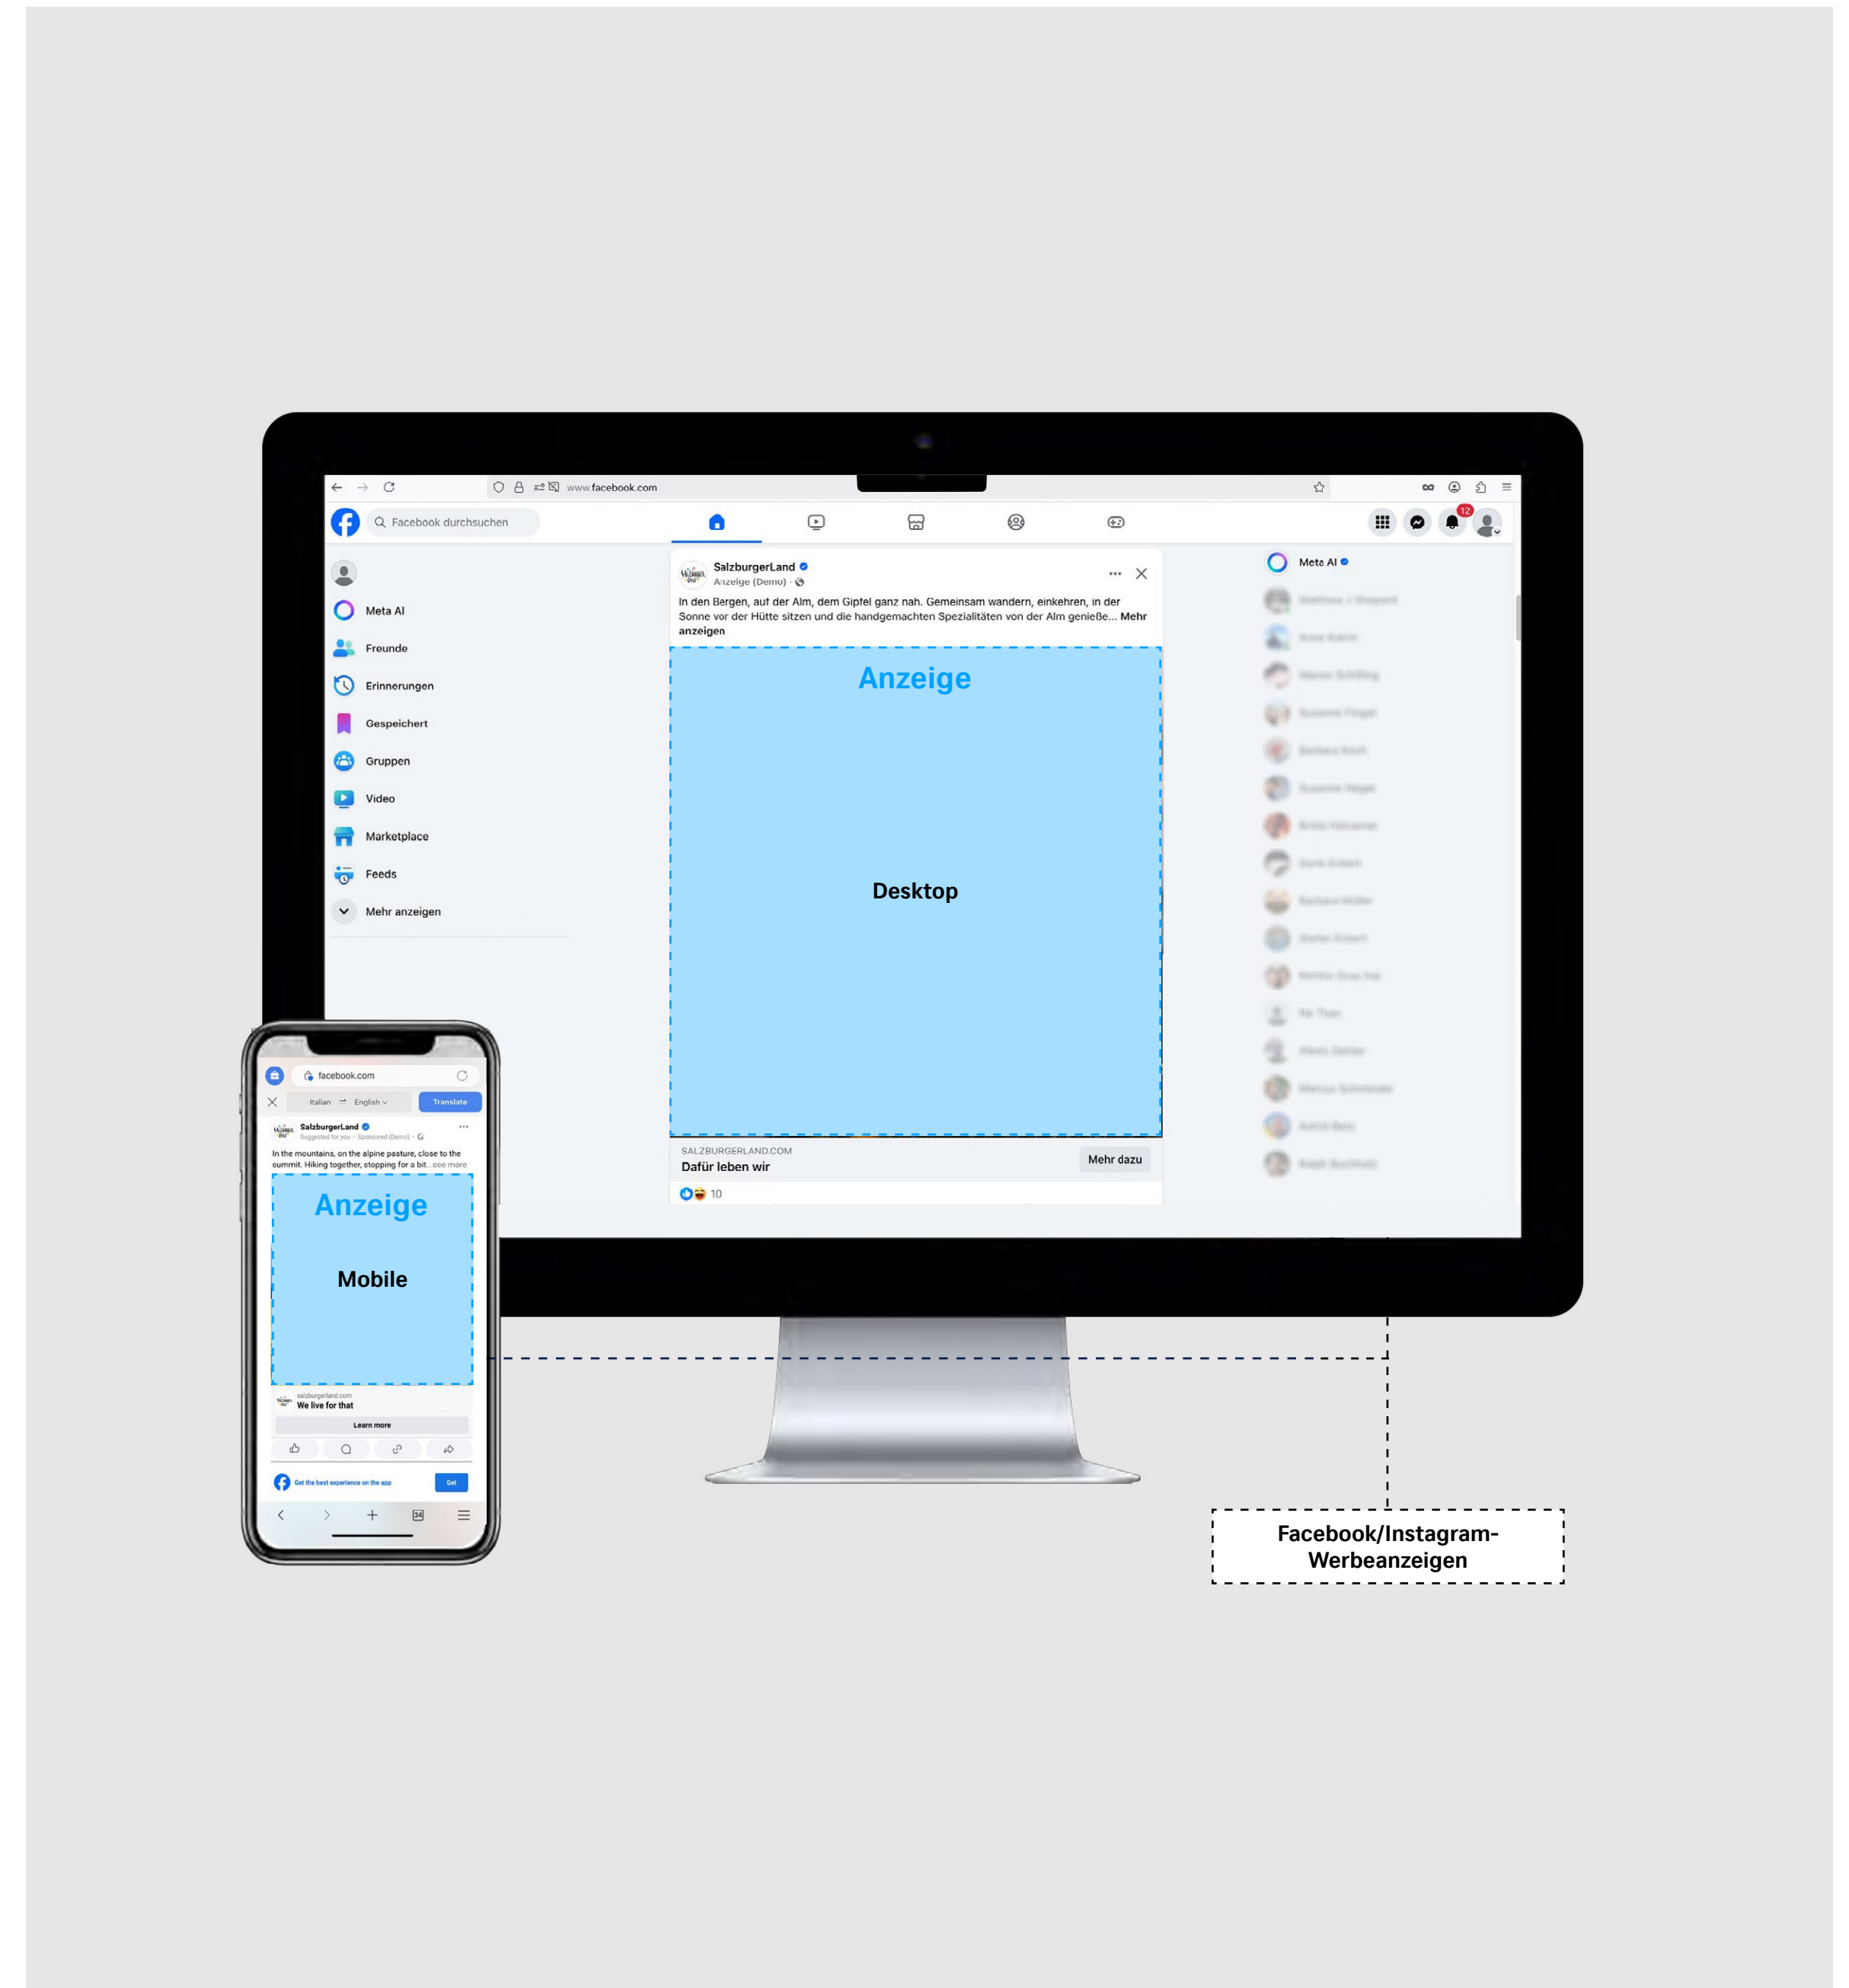 www.facebook.com
Facebook durchsuchen
12
Meta AI
Freunde
Erinnerungen
Gespeichert
Gruppen
Video
Marketplace
Feeds
Mehr anzeigen
SalzburgerLand
Anzeige (Demo) ·
In den Bergen, auf der Alm, dem Gipfel ganz nah. Gemeinsam wandern, einkehren, in der
Sonne vor der Hütte sitzen und die handgemachten Spezialitäten von der Alm genieße... Mehr
anzeigen
Anzeige
Desktop
SALZBURGERLAND.COM
Dafür leben wir
Mehr dazu
10
Meta AI
facebook.com
Italian English
Translate
SalzburgerLand
Suggested for you · Sponsored (Demo) ·
In the mountains, on the alpine pasture, close to the
summit. Hiking together, stopping for a bit...see more
Anzeige
Mobile
salzburgerland.com
We live for that
Learn more
Get the best experience on the app
Get
34
Facebook/Instagram-
Werbeanzeigen